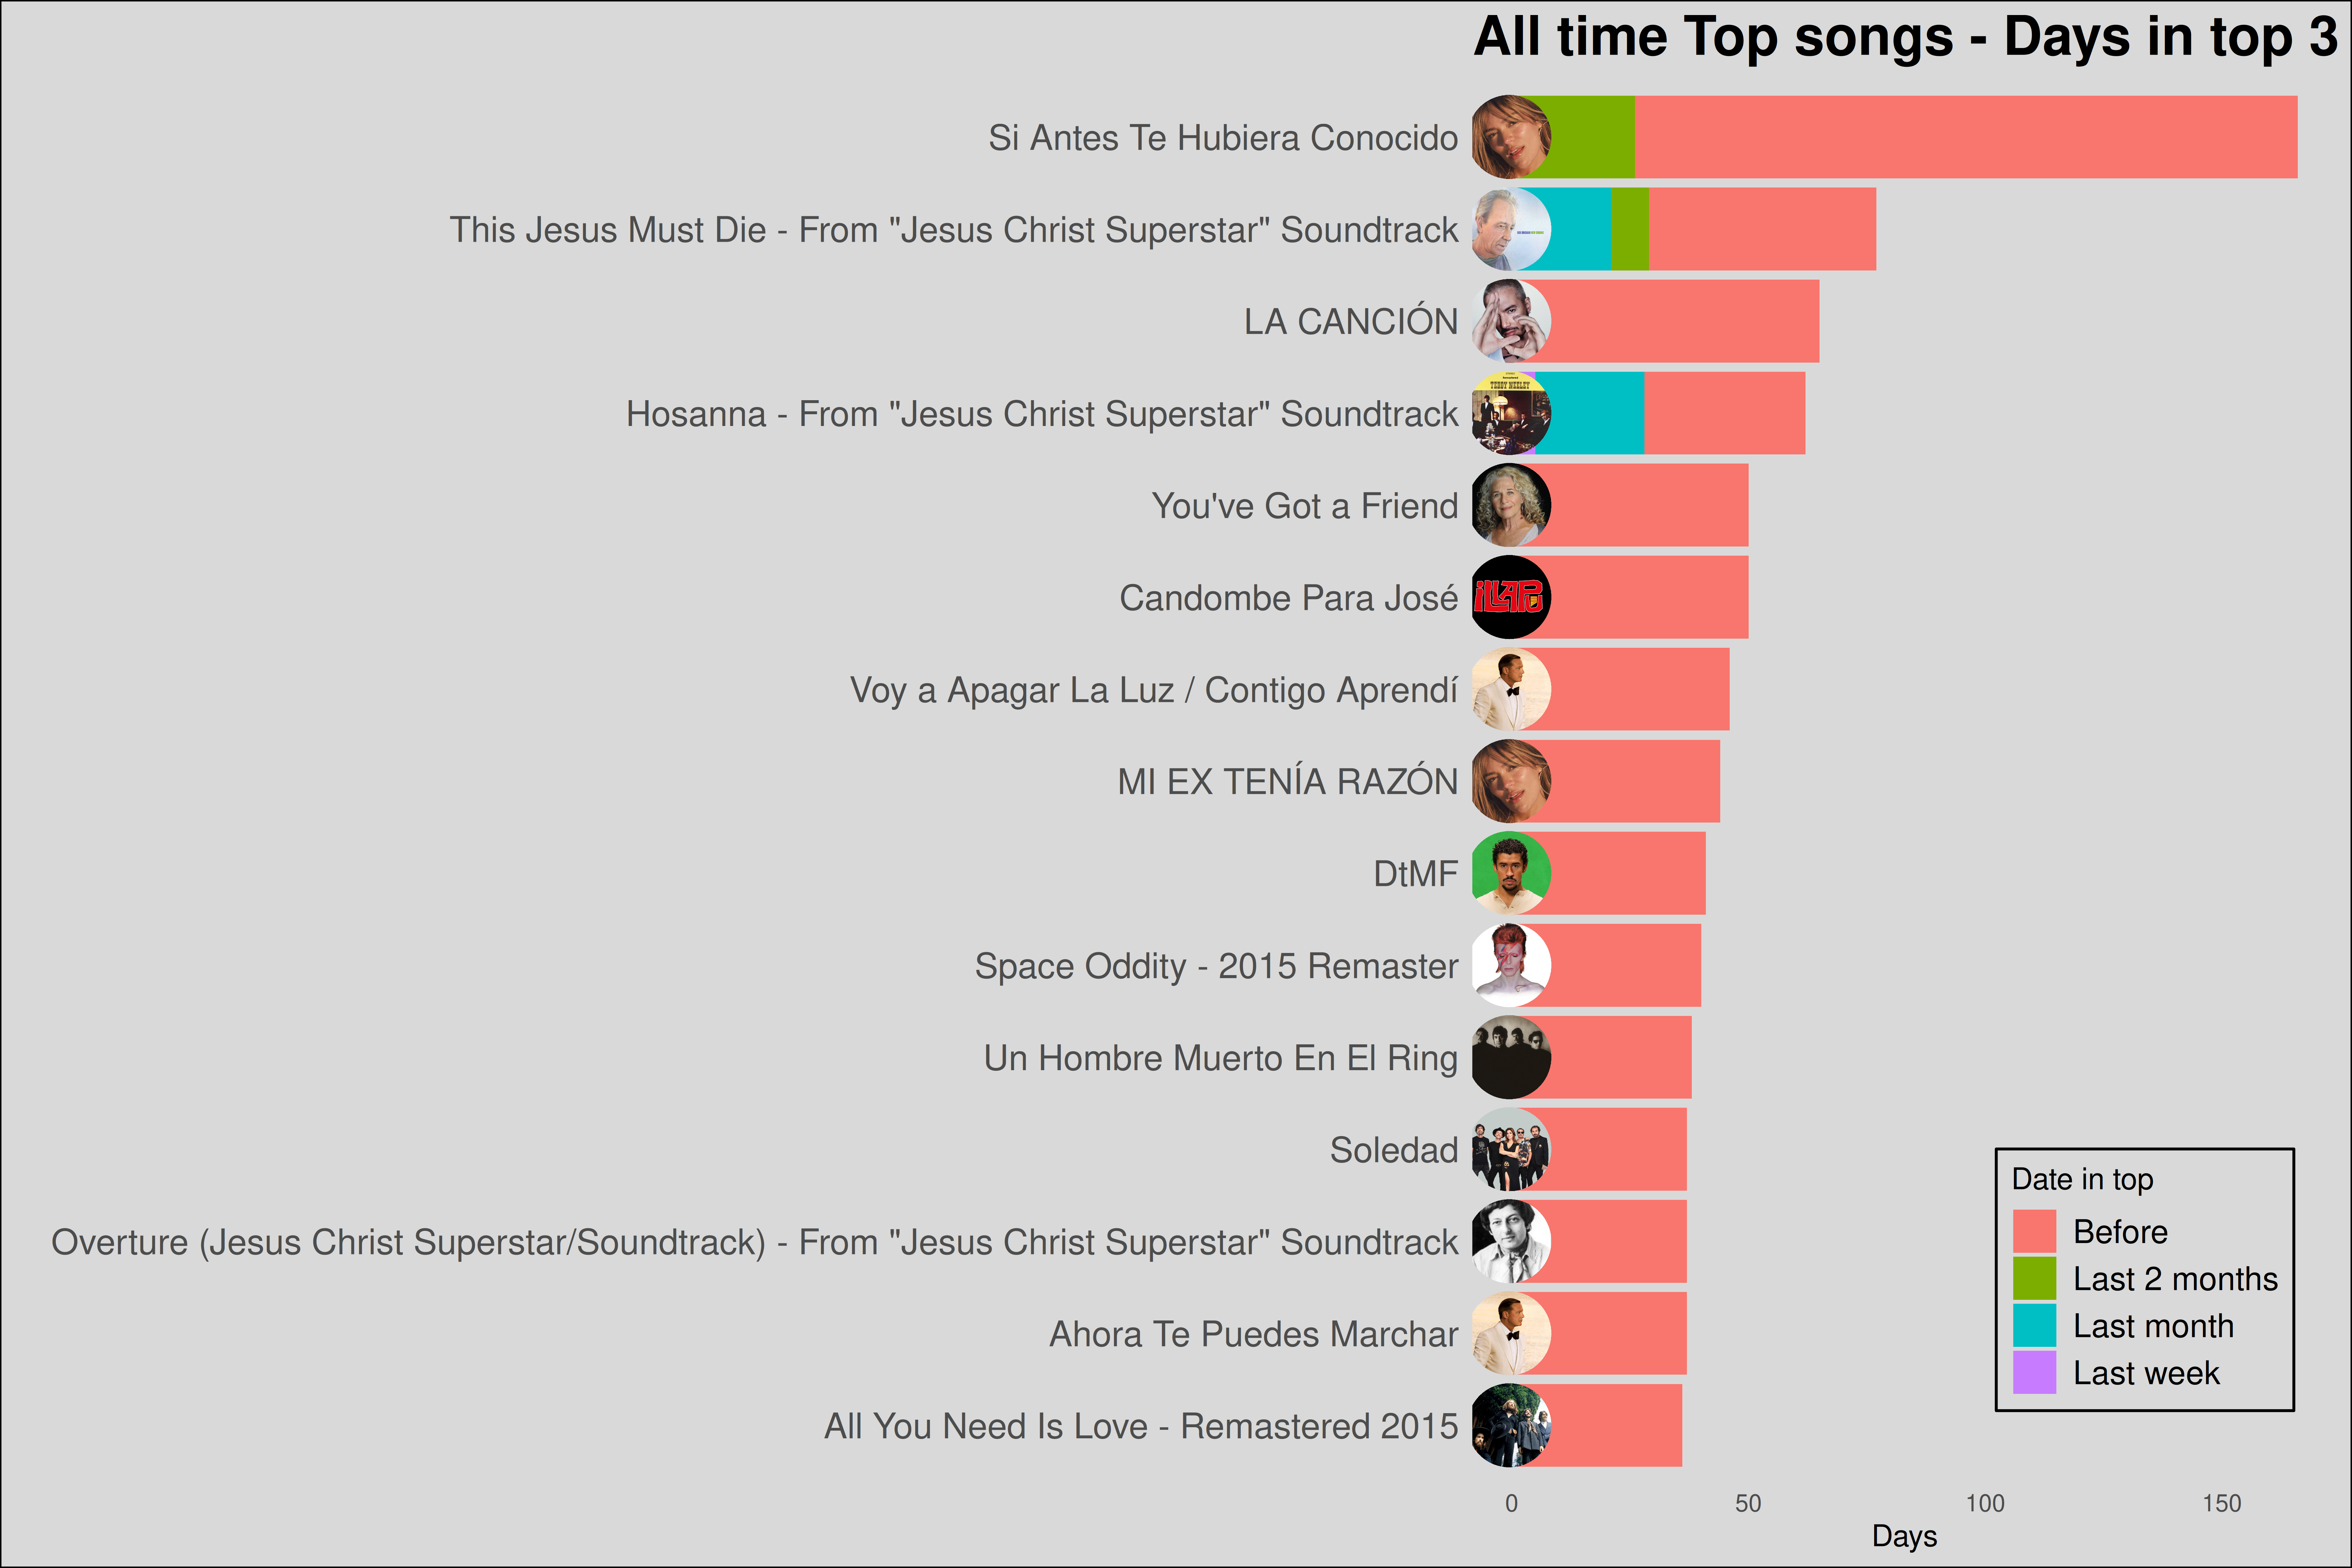 All time Top songs - Days in top 3
Si Antes Te Hubiera Conocido
This Jesus Must Die - From "Jesus Christ Superstar" Soundtrack
LA CANCIÓN
Hosanna - From "Jesus Christ Superstar" Soundtrack
TEDDY NEELEY
You've Got a Friend
Candombe Para José
iLLAPU
Voy a Apagar La Luz / Contigo Aprendí
MI EX TENÍA RAZÓN
DtMF
Space Oddity - 2015 Remaster
Un Hombre Muerto En El Ring
Soledad
Overture (Jesus Christ Superstar/Soundtrack) - From "Jesus Christ Superstar" Soundtrack
Ahora Te Puedes Marchar
All You Need Is Love - Remastered 2015
Date in top
Before
Last 2 months
Last month
Last week
0 50 100 150
Days